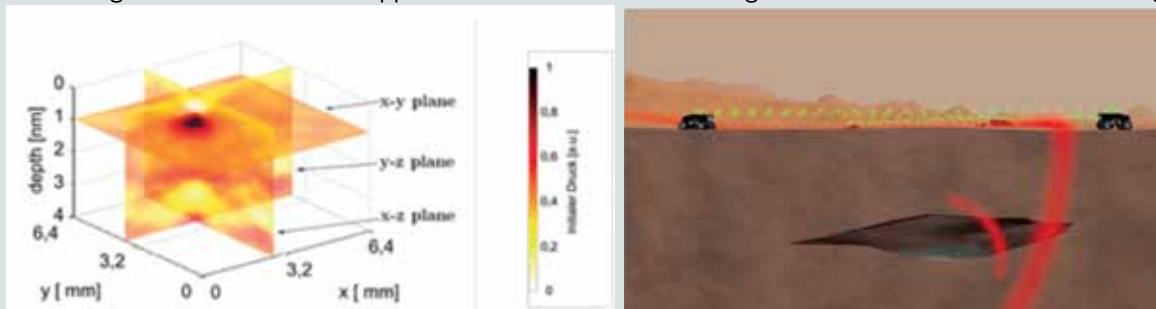 0
1
2
3
4
depth [nm]
6,4
3,2
0
y [ mm]
0
3,2
6,4
x [ mm]
x-y plane
y-z plane
x-z plane
1
0,8
0,6
0,4
0.2
0
Initialer Druck [a.u.]